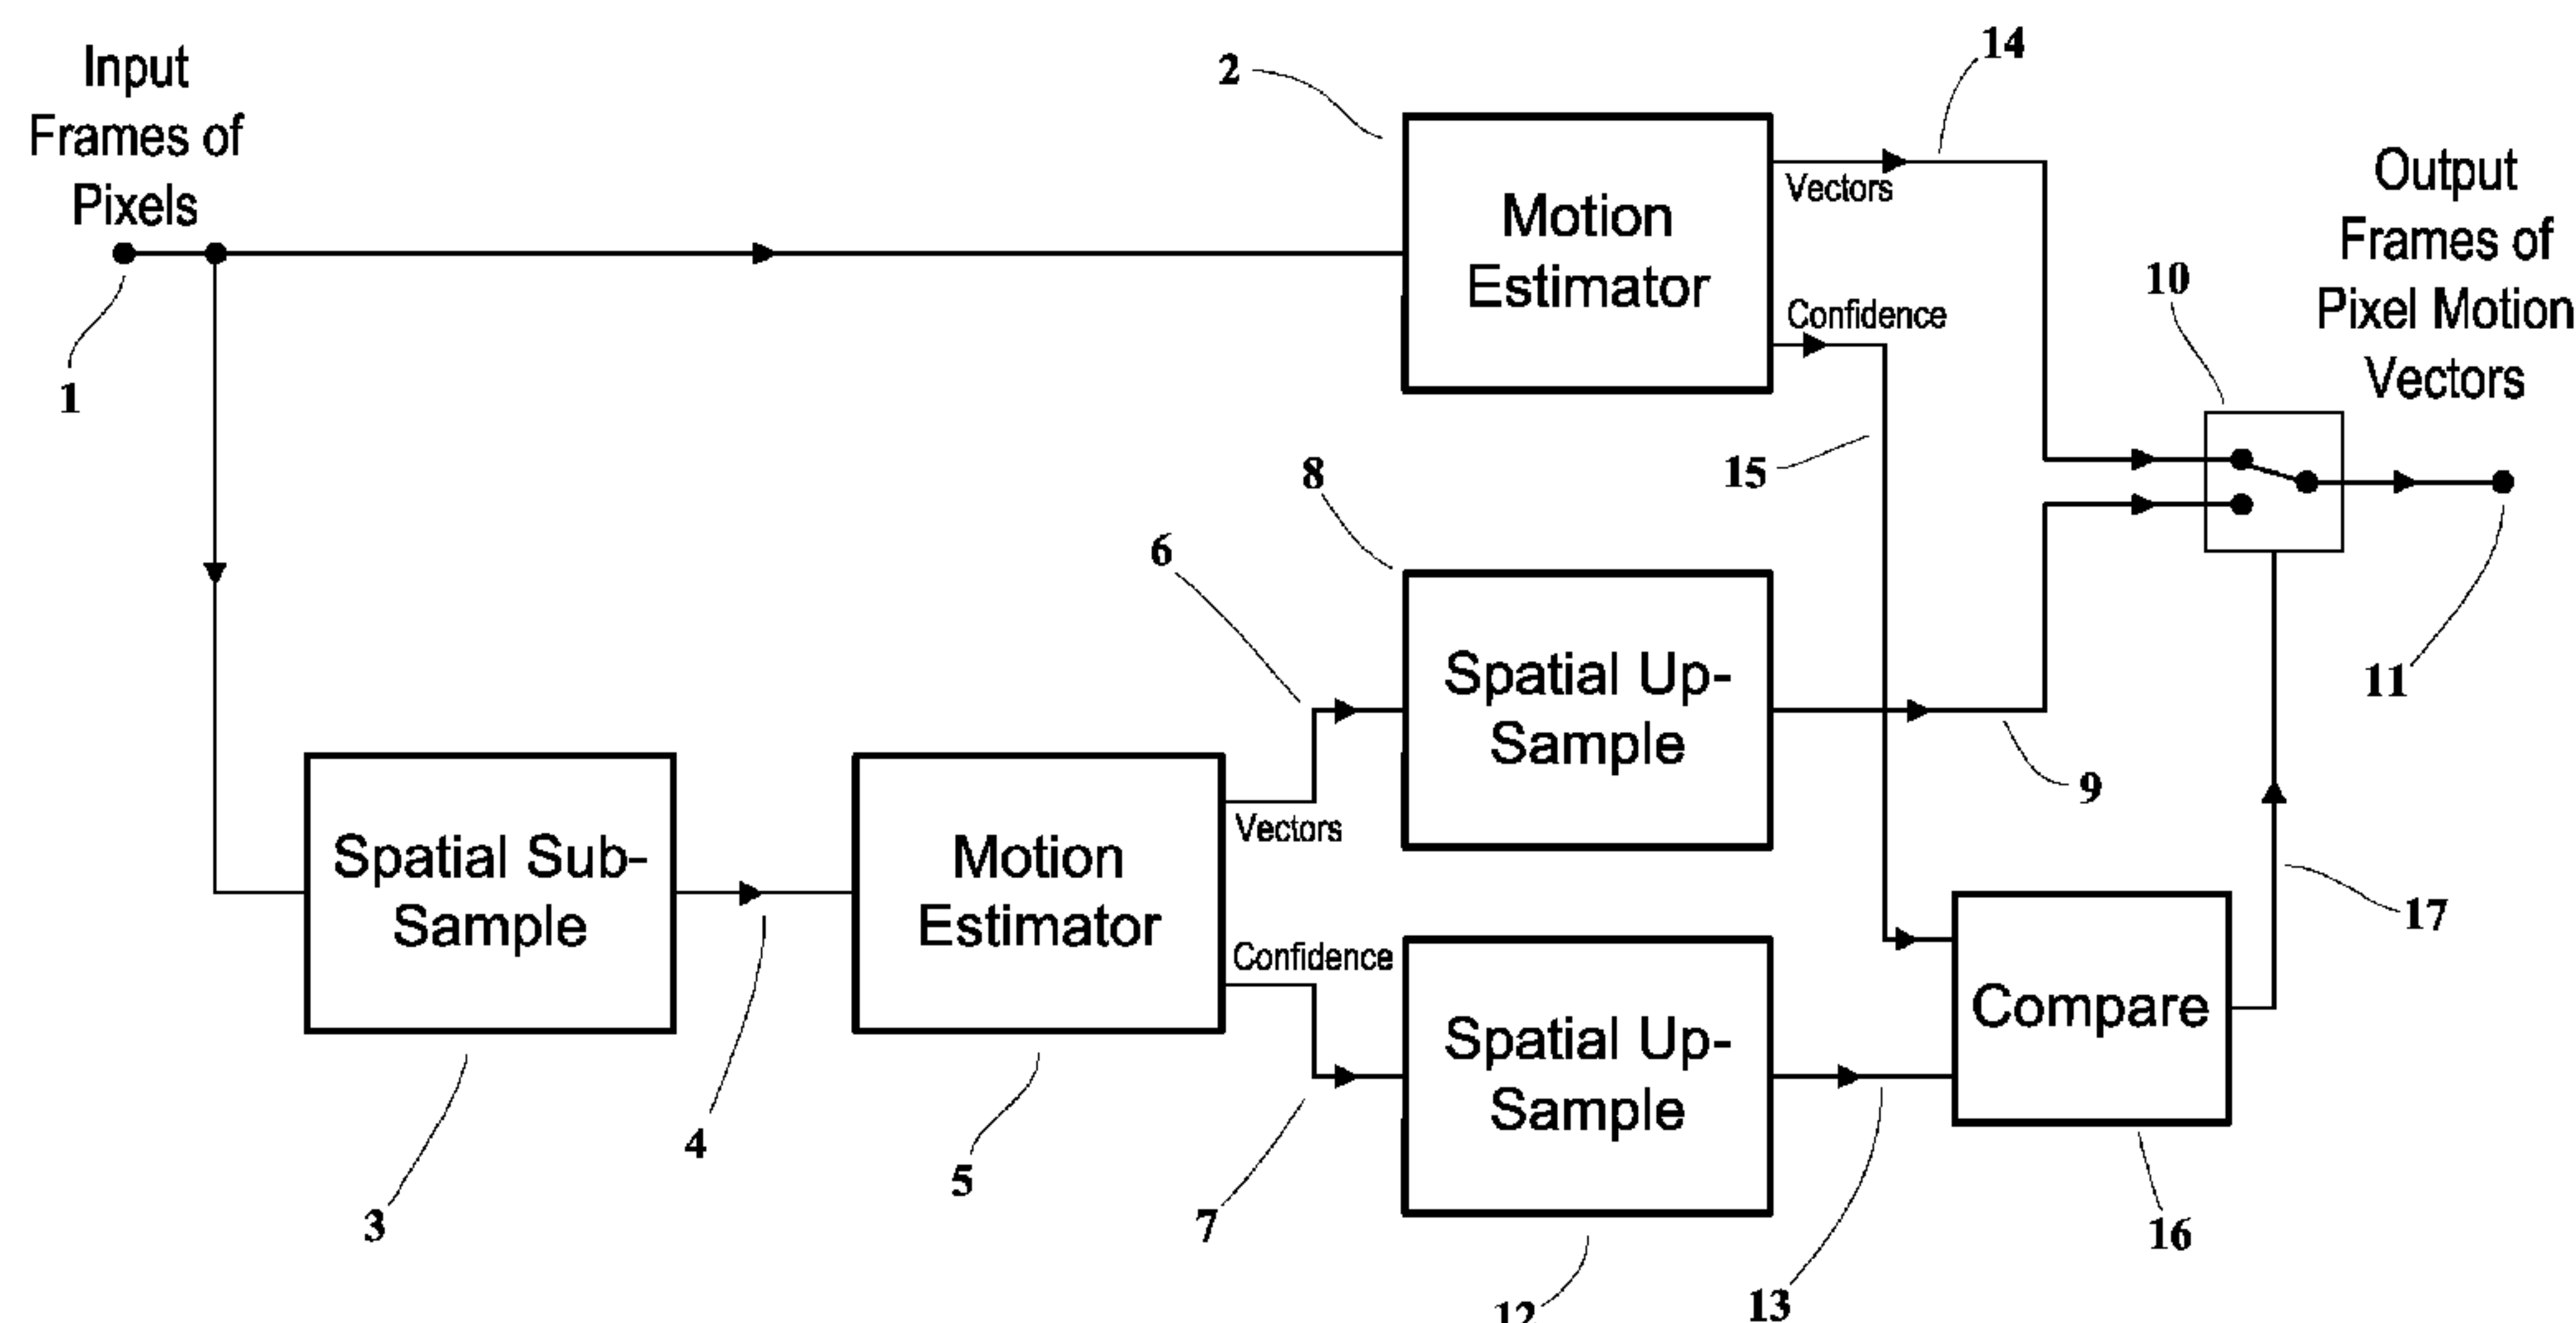 Input
Frames of
Pixels
1
2
Motion
Estimator
Vectors
Confidence
14
15
Output
Frames of
Pixel Motion
Vectors
10
11
6
8
Spatial Up-
Sample
9
Spatial Sub-
Sample
3
4
Motion
Estimator
5
Vectors
Confidence
7
Spatial Up-
Sample
12
13
Compare
16
17